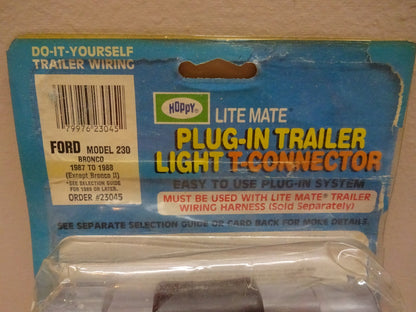 DO-IT-YOURSELF
TRAILER WIRING
79976 23045
FORD MODEL 230
BRONCO
1987 TO 1988
(Except Bronco II)
*SEE SELECTION GUIDE
FOR 1989 OR LATER.
ORDER #23045
HOPPY
LITE MATE
PLUG-IN TRAILER
LIGHT T-CONNECTOR
EASY TO USE PLUG-IN SYSTEM
MUST BE USED WITH LITE MATE® TRAILER
WIRING HARNESS (Sold Separately)
SEE SEPARATE SELECTION GUIDE OR CARD BACK FOR MORE DETAILS.